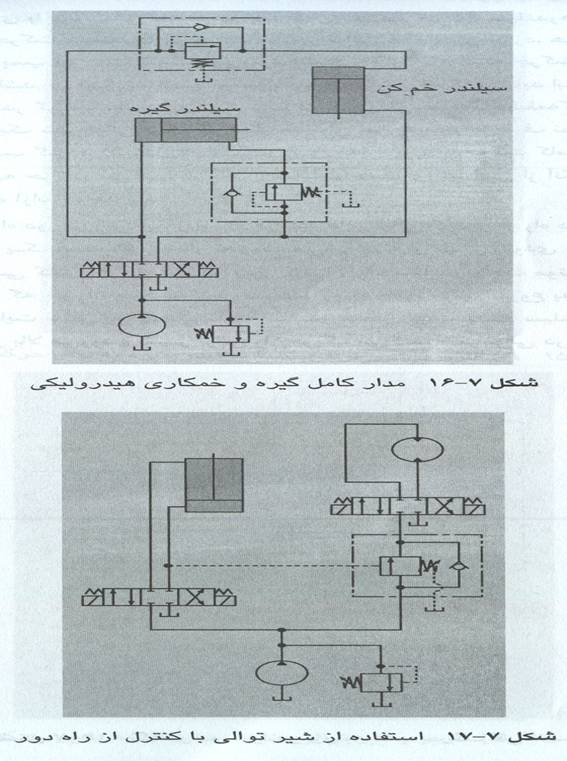 سیلندر خم کن
سیلندر گیره
شکل ۷-۱۶ مدار کامل گیره و خمکاری هیدرولیکی
شکل ۷-۱۷ استفاده از شیر توالی با کنترل از راه دور